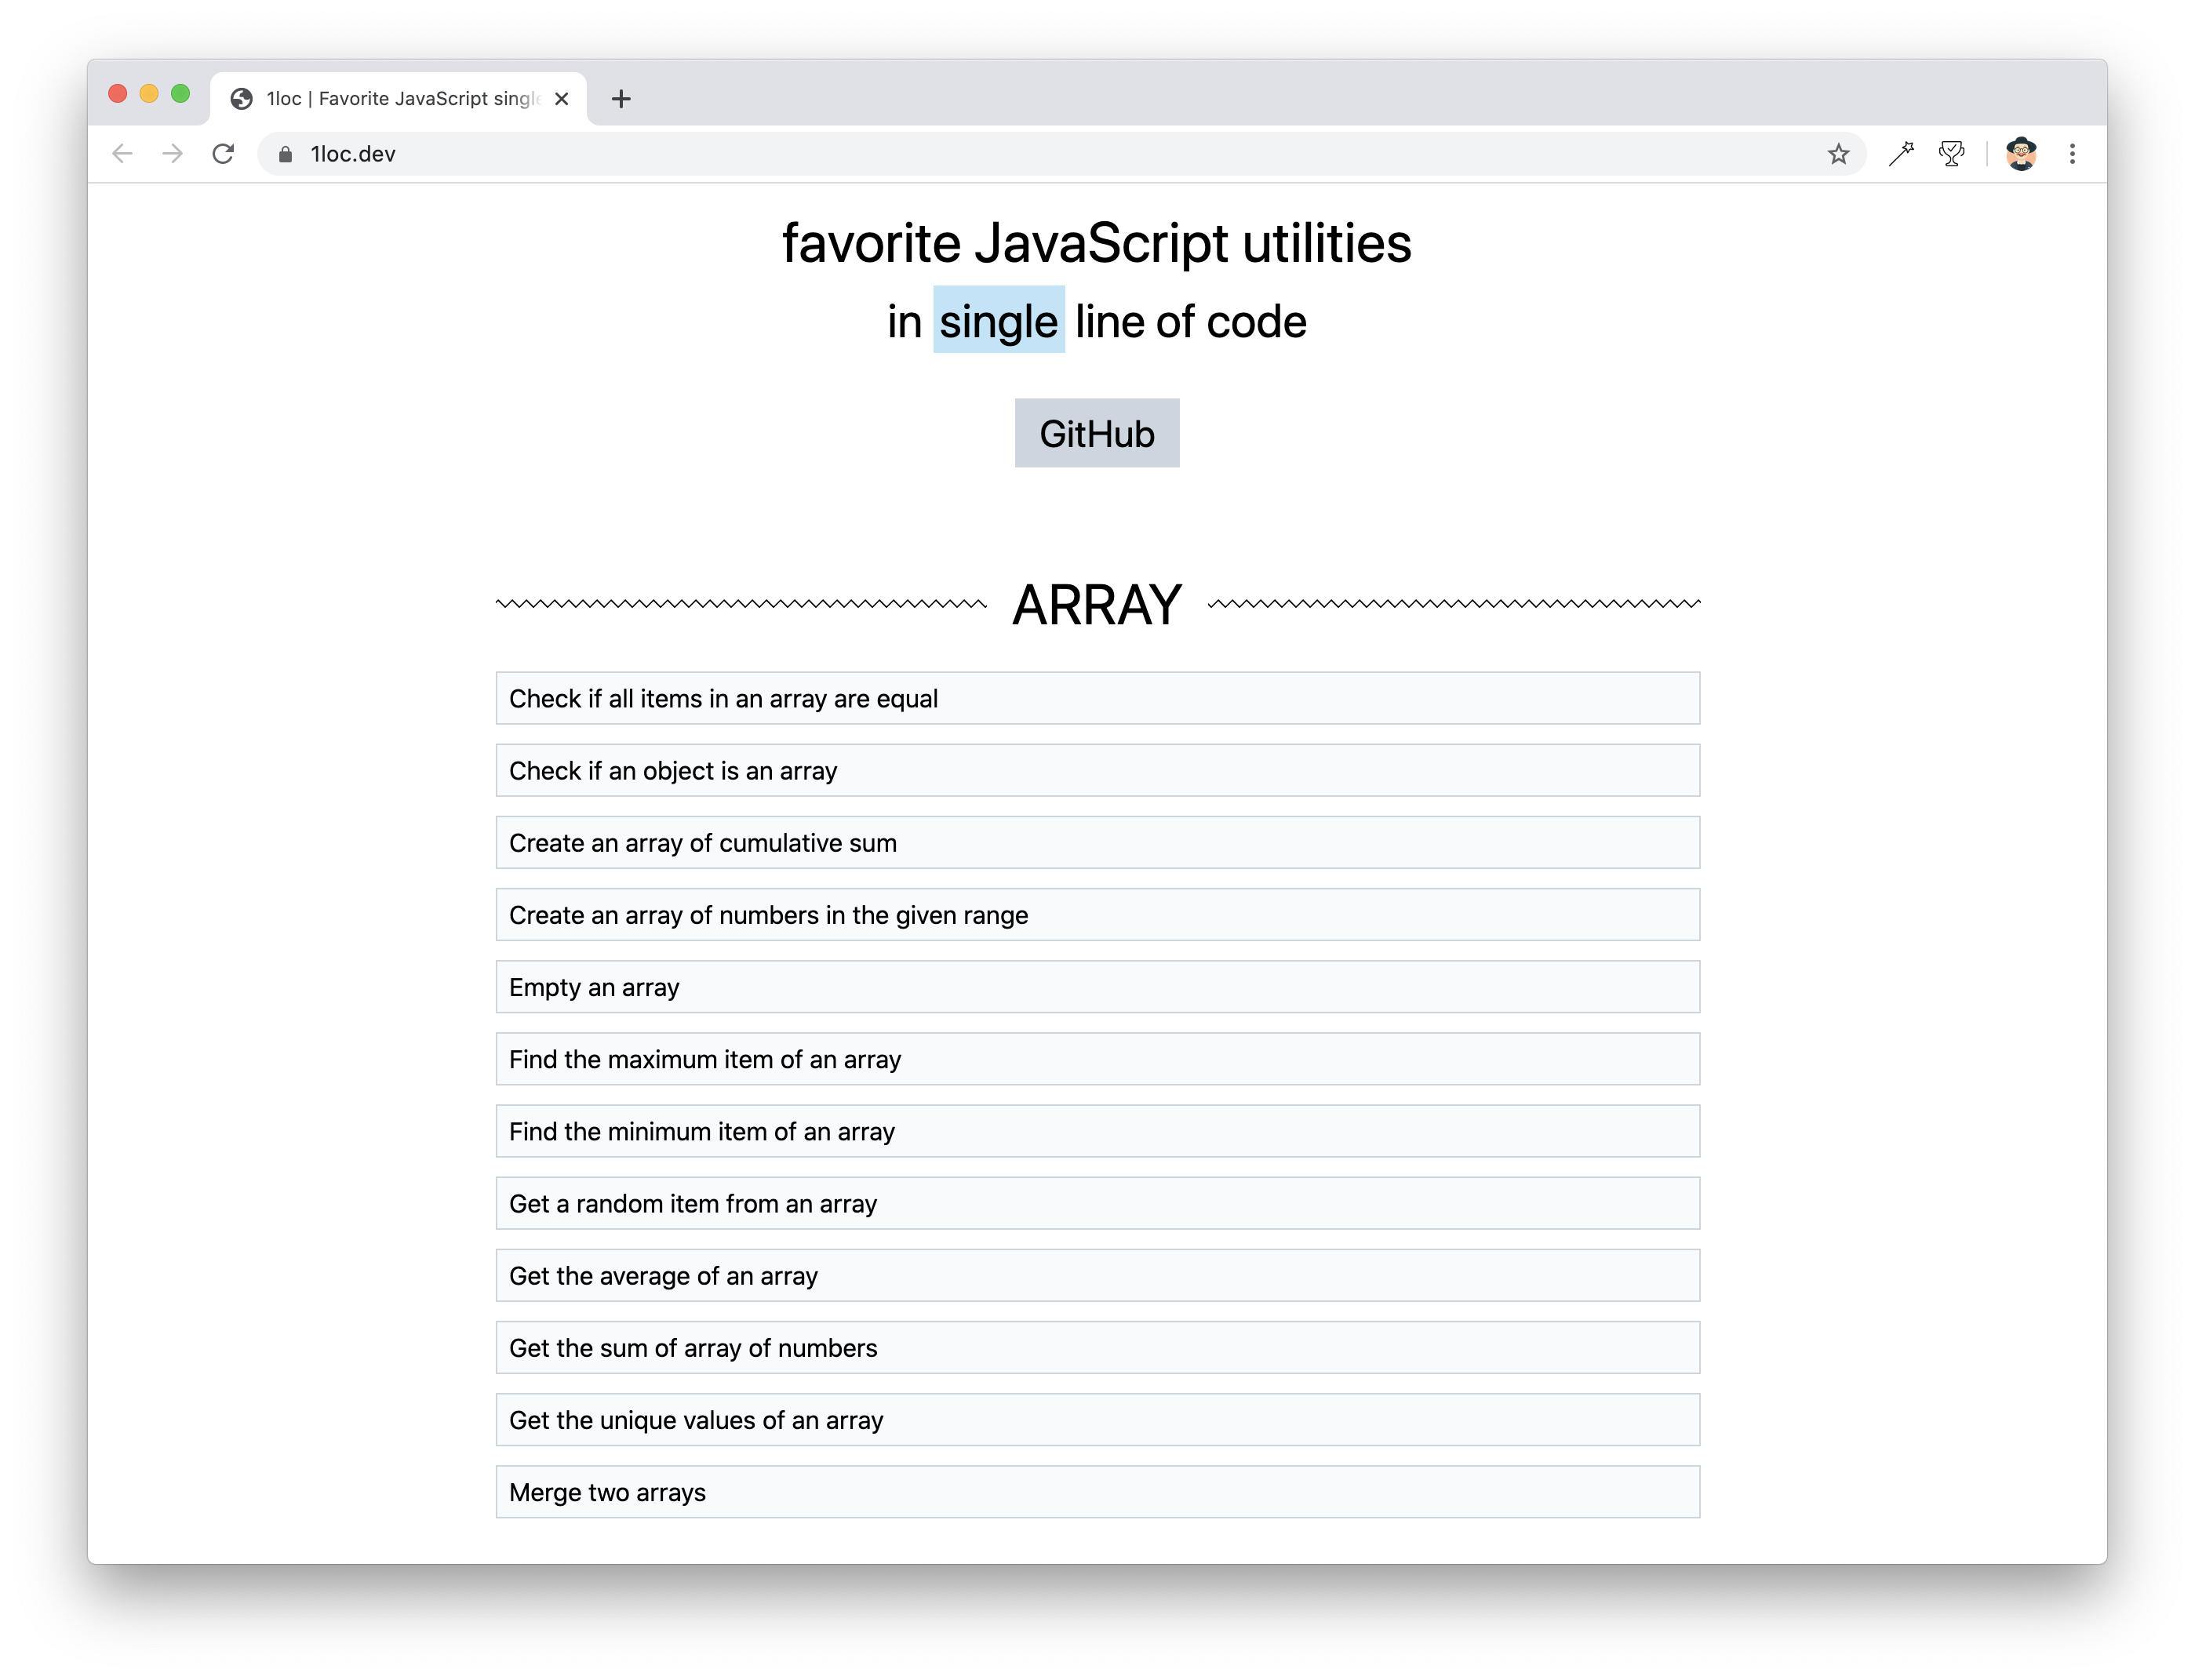 1loc | Favorite JavaScript singl
1loc.dev
favorite JavaScript utilities
in single line of code
GitHub
ARRAY
Check if all items in an array are equal
Check if an object is an array
Create an array of cumulative sum
Create an array of numbers in the given range
Empty an array
Find the maximum item of an array
Find the minimum item of an array
Get a random item from an array
Get the average of an array
Get the sum of array of numbers
Get the unique values of an array
Merge two arrays